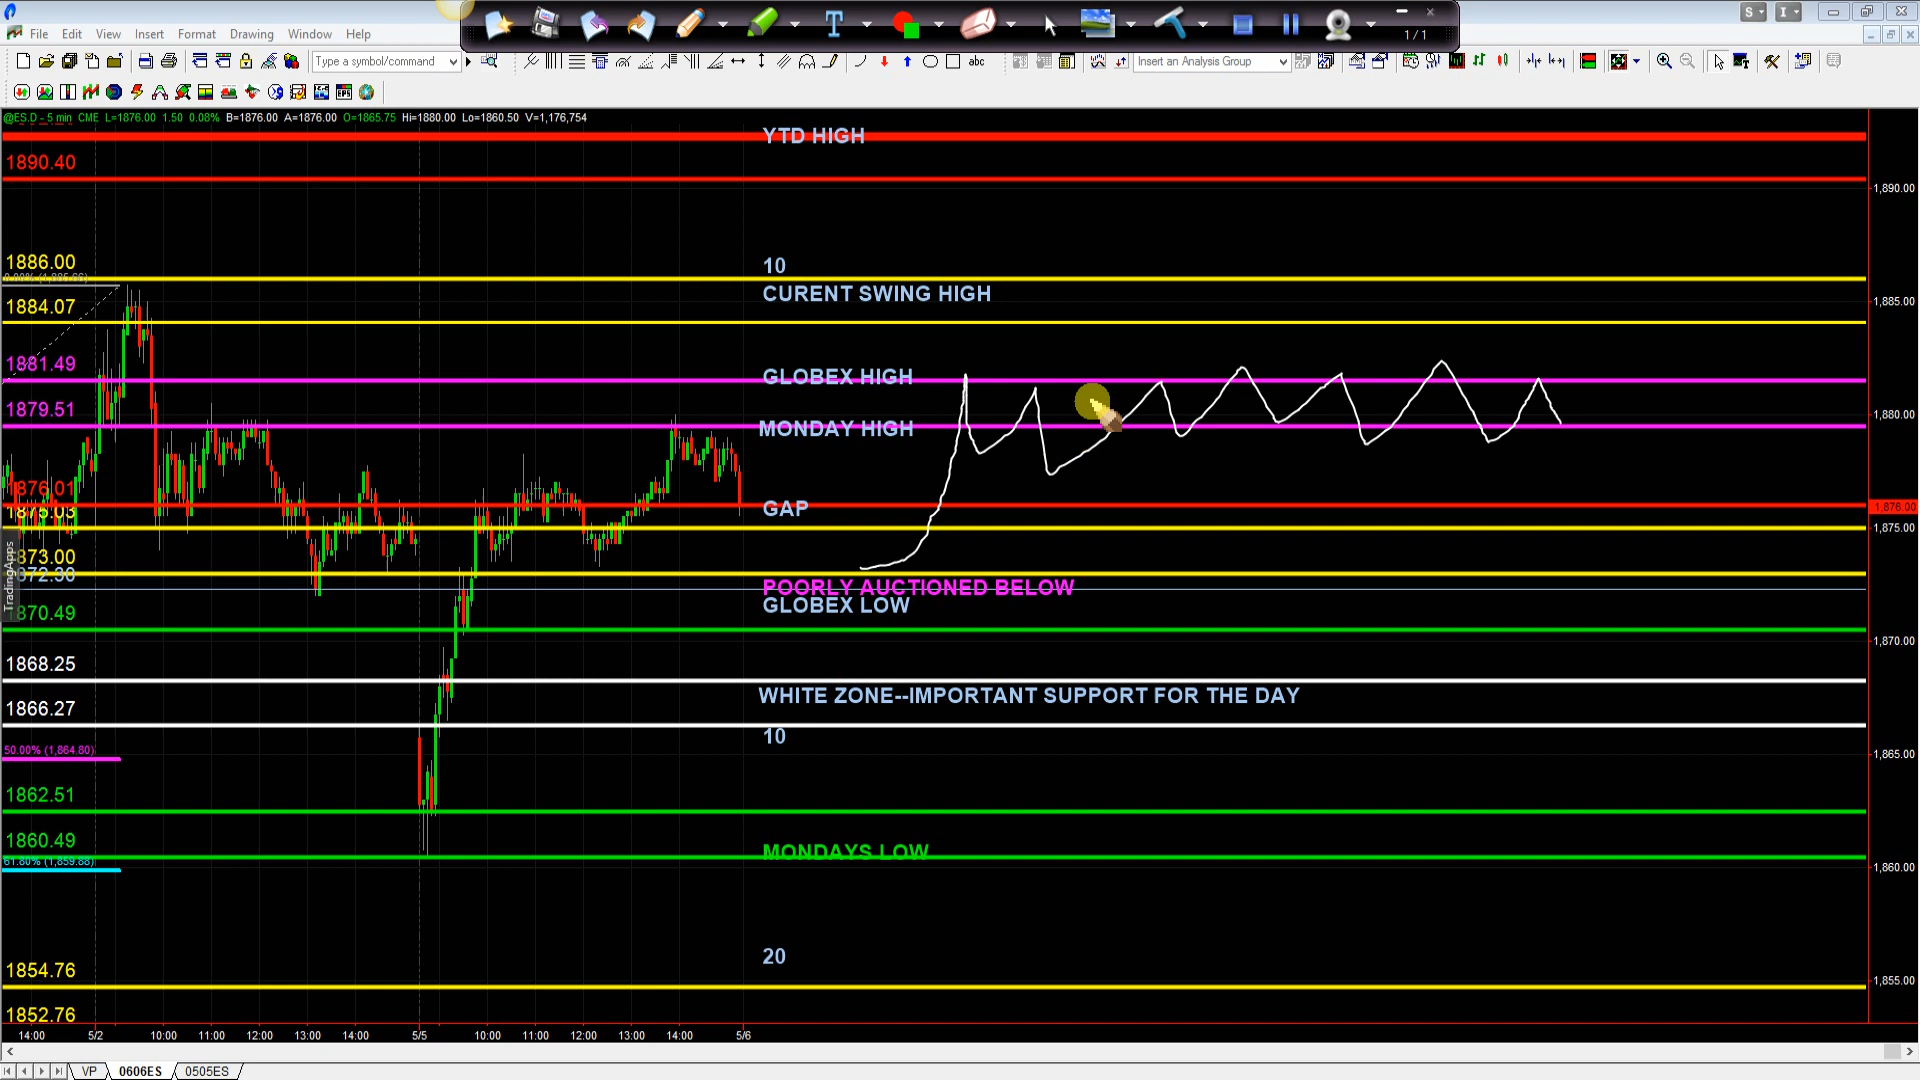 File Edit View Insert Format Drawing Window Help
1 / 1
S I
Type a symbol/command
abc
Insert an Analysis Group
@ES.D - 5 min CME L=1876.00 1.50 0.08% B=1876.00 A=1876.00 O=1865.75 Hi=1880.00 Lo=1860.50 V=1,176,754
YTD HIGH
1890.40
1,890.00
1886.00
10
CURENT SWING HIGH
1884.07
1,885.00
1881.49
GLOBEX HIGH
1879.51
1,880.00
MONDAY HIGH
1876.01
GAP
1,876.00
1875.03
1,875.00
1873.00
1872.30
POORLY AUCTIONED BELOW
TradingApps
GLOBEX LOW
1870.49
1,870.00
1868.25
WHITE ZONE--IMPORTANT SUPPORT FOR THE DAY
1866.27
10
50.00% (1,864.80)
1,865.00
1862.51
1860.49
MONDAYS LOW
61.80% (1,859.88)
1,860.00
20
1854.76
1,855.00
1852.76
14:00 5/2 10:00 11:00 12:00 13:00 14:00 5/5 10:00 11:00 12:00 13:00 14:00 5/6
VP 0606ES 0505ES